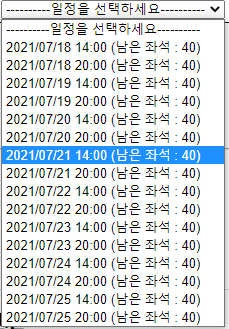 ----------일정을 선택하세요----------
----------일정을 선택하세요----------
2021/07/18 14:00 (남은 좌석 : 40)
2021/07/18 20:00 (남은 좌석 : 40)
2021/07/19 14:00 (남은 좌석 : 40)
2021/07/19 20:00 (남은 좌석 : 40)
2021/07/20 14:00 (남은 좌석 : 40)
2021/07/20 20:00 (남은 좌석 : 40)
2021/07/21 14:00 (남은 좌석 : 40)
2021/07/21 20:00 (남은 좌석 : 40)
2021/07/22 14:00 (남은 좌석 : 40)
2021/07/22 20:00 (남은 좌석 : 40)
2021/07/23 14:00 (남은 좌석 : 40)
2021/07/23 20:00 (남은 좌석 : 40)
2021/07/24 14:00 (남은 좌석 : 40)
2021/07/24 20:00 (남은 좌석 : 40)
2021/07/25 14:00 (남은 좌석 : 40)
2021/07/25 20:00 (남은 좌석 : 40)